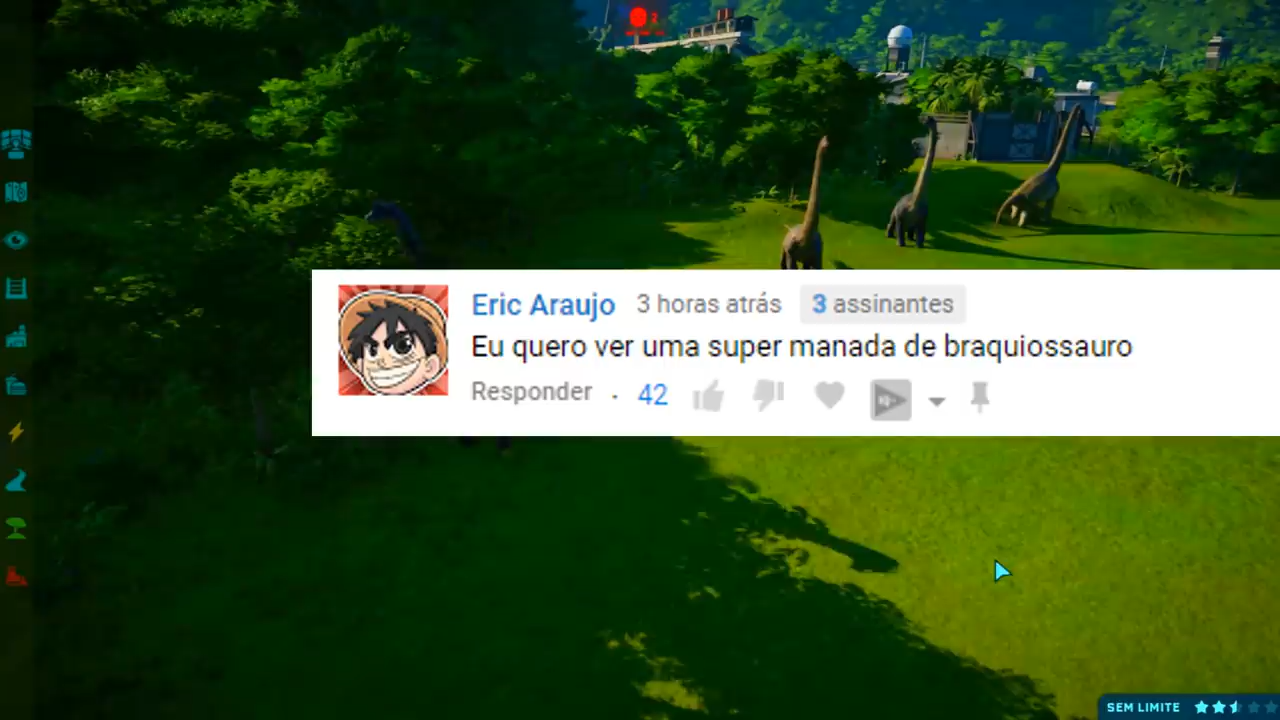 Eric Araujo 3 horas atrás 3 assinantes
Eu quero ver uma super manada de braquiossauro
Responder · 42
SEM LIMITE